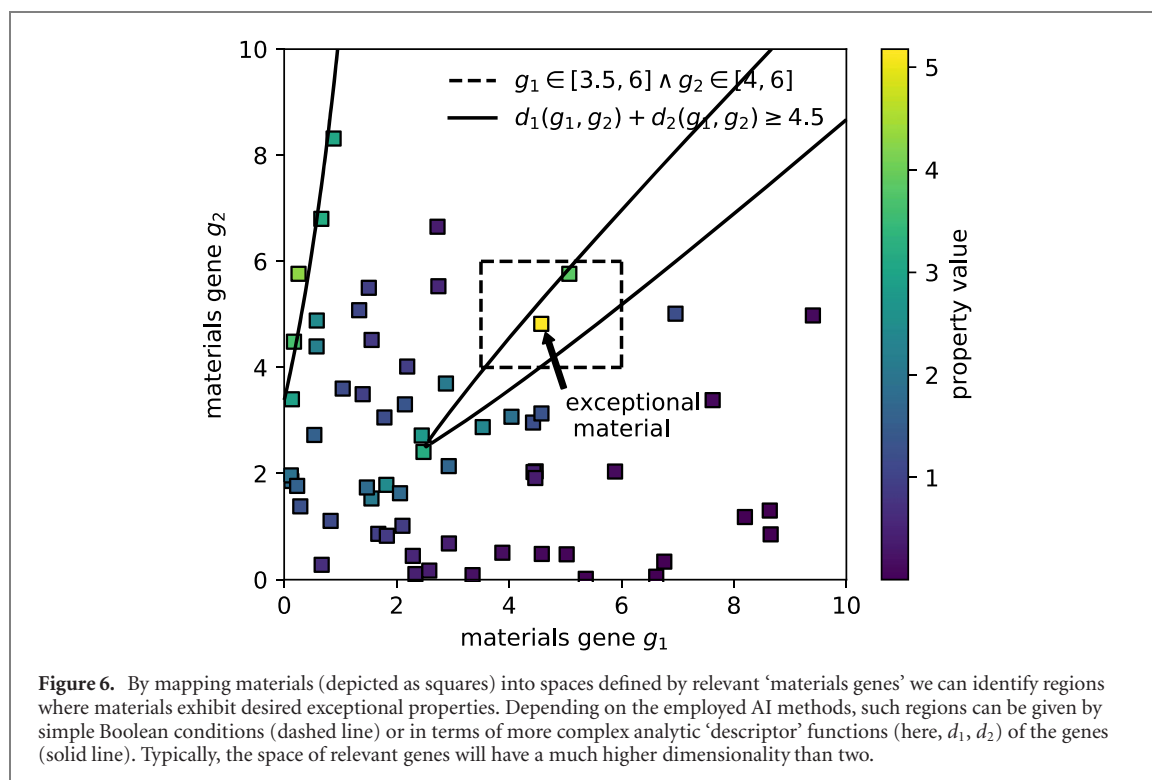 10
8
6
4
2
0
materials gene g₂
g₁ ∈ [3.5, 6] ∧ g₂ ∈ [4, 6]
d₁(g₁, g₂) + d₂(g₁, g₂) ≥ 4.5
exceptional
material
0 2 4 6 8 10
materials gene g₁
5
4
3
2
1
property value
Figure 6. By mapping materials (depicted as squares) into spaces defined by relevant ‘materials genes’ we can identify regions
where materials exhibit desired exceptional properties. Depending on the employed AI methods, such regions can be given by
simple Boolean conditions (dashed line) or in terms of more complex analytic ‘descriptor’ functions (here, d₁, d₂) of the genes
(solid line). Typically, the space of relevant genes will have a much higher dimensionality than two.